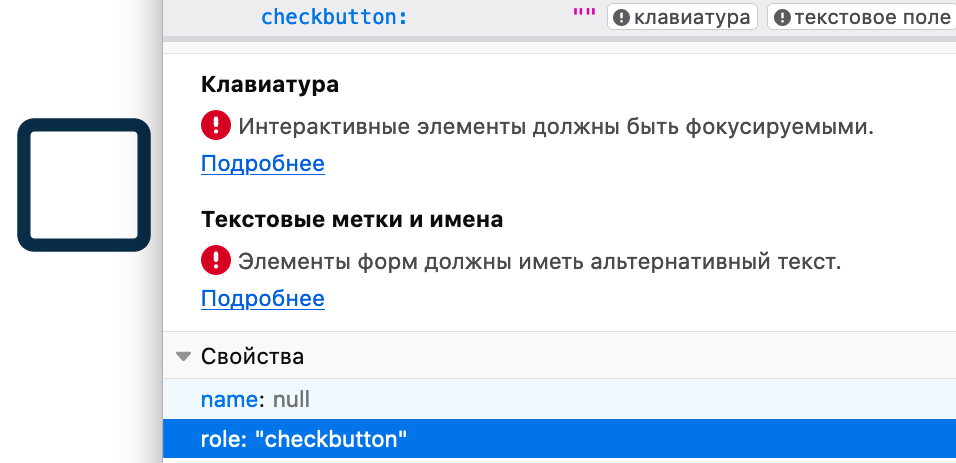 checkbutton: "" клавиатура текстовое поле
Клавиатура
Интерактивные элементы должны быть фокусируемыми.
Подробнее
Текстовые метки и имена
Элементы форм должны иметь альтернативный текст.
Подробнее
Свойства
name: null
role: "checkbutton"